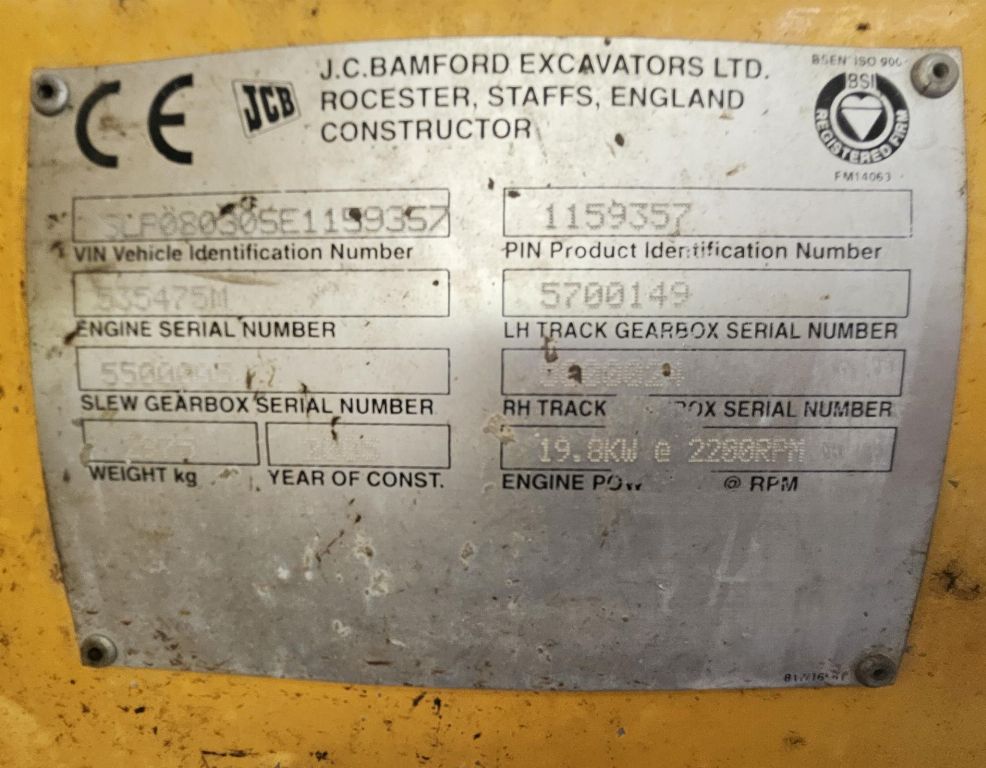 CE
JCB
J.C.BAMFORD EXCAVATORS LTD.
ROCESTER, STAFFS, ENGLAND
CONSTRUCTOR
BSEN ISO 900
BSI
REGISTERED FIRM
FM14063
SLP08030SE1159357
VIN Vehicle Identification Number
1159357
PIN Product Identification Number
535475M
ENGINE SERIAL NUMBER
5700149
LH TRACK GEARBOX SERIAL NUMBER
SLEW GEARBOX SERIAL NUMBER
RH TRACK OX SERIAL NUMBER
WEIGHT kg
YEAR OF CONST.
19.8KW @ 2200RPM
ENGINE POW @ RPM